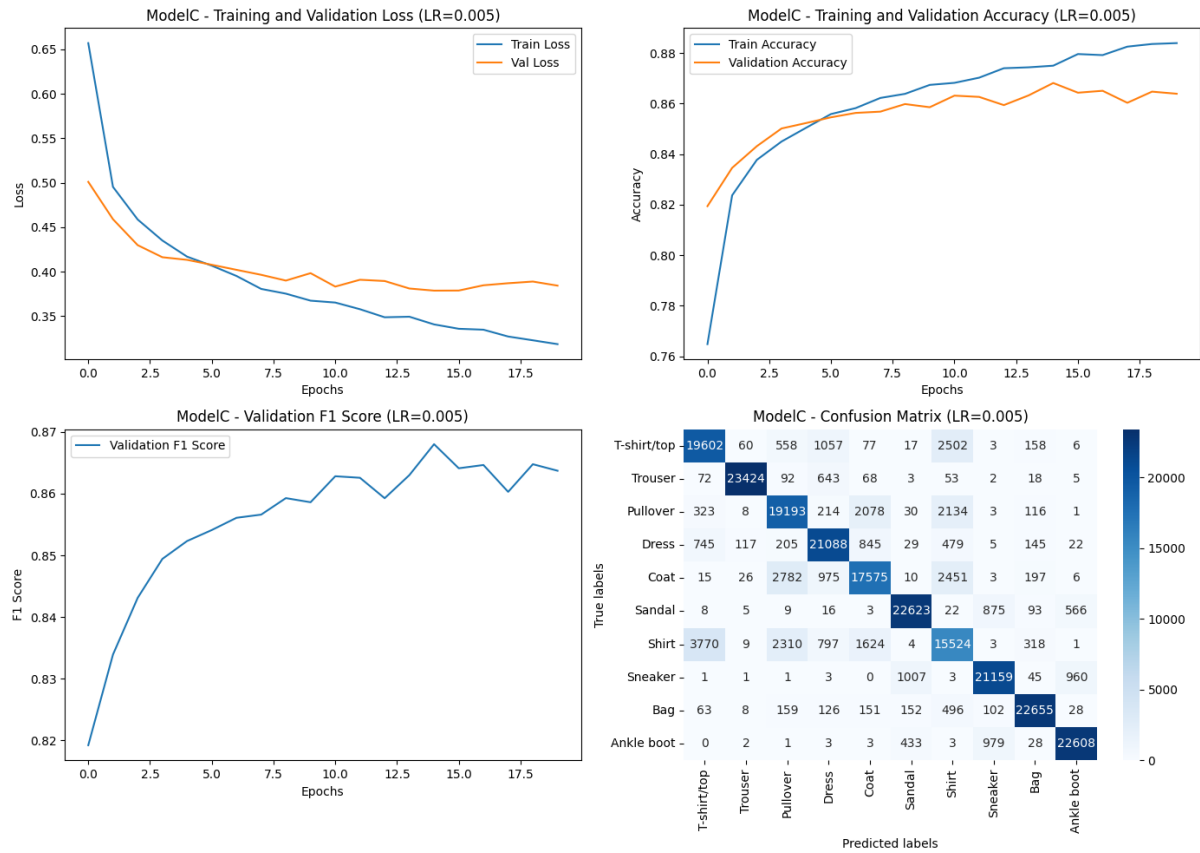 ModelC - Training and Validation Loss (LR=0.005)
Train Loss
Val Loss
0.65
0.60
0.55
0.50
0.45
0.40
0.35
Loss
0.0 2.5 5.0 7.5 10.0 12.5 15.0 17.5
Epochs
ModelC - Training and Validation Accuracy (LR=0.005)
Train Accuracy
Validation Accuracy
0.88
0.86
0.84
0.82
0.80
0.78
0.76
Accuracy
0.0 2.5 5.0 7.5 10.0 12.5 15.0 17.5
Epochs
ModelC - Validation F1 Score (LR=0.005)
Validation F1 Score
0.87
0.86
0.85
0.84
0.83
0.82
F1 Score
0.0 2.5 5.0 7.5 10.0 12.5 15.0 17.5
Epochs
ModelC - Confusion Matrix (LR=0.005)
True labels
T-shirt/top 19602 60 558 1057 77 17 2502 3 158 6
Trouser 72 23424 92 643 68 3 53 2 18 5
Pullover 323 8 19193 214 2078 30 2134 3 116 1
Dress 745 117 205 21088 845 29 479 5 145 22
Coat 15 26 2782 975 17575 10 2451 3 197 6
Sandal 8 5 9 16 3 22623 22 875 93 566
Shirt 3770 9 2310 797 1624 4 15524 3 318 1
Sneaker 1 1 1 3 0 1007 3 21159 45 960
Bag 63 8 159 126 151 152 496 102 22655 28
Ankle boot 0 2 1 3 3 433 3 979 28 22608
T-shirt/top Trouser Pullover Dress Coat Sandal Shirt Sneaker Bag Ankle boot
Predicted labels
20000
15000
10000
5000
0